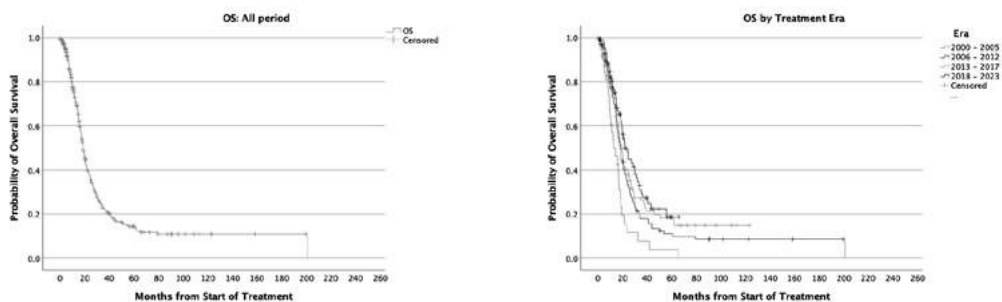 OS: All period
OS
Censored
Probability of Overall Survival
1.0
0.8
0.6
0.4
0.2
0.0
0 20 40 60 80 100 120 140 160 180 200 220 240 260
Months from Start of Treatment
OS by Treatment Era
Era
2000 - 2005
2006 - 2012
2013 - 2017
2018 - 2023
Censored
Probability of Overall Survival
1.0
0.8
0.6
0.4
0.2
0.0
0 20 40 60 80 100 120 140 160 180 200 220 240 260
Months from Start of Treatment